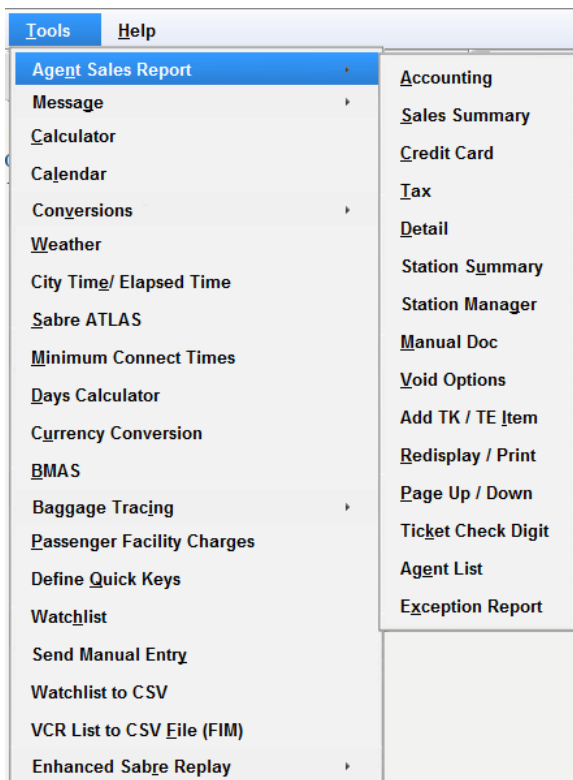 Tools Help
Agent Sales Report
Message
Calculator
Calendar
Conversions
Weather
City Time/ Elapsed Time
Sabre ATLAS
Minimum Connect Times
Days Calculator
Currency Conversion
BMAS
Baggage Tracing
Passenger Facility Charges
Define Quick Keys
Watchlist
Send Manual Entry
Watchlist to CSV
VCR List to CSV File (FIM)
Enhanced Sabre Replay
Accounting
Sales Summary
Credit Card
Tax
Detail
Station Summary
Station Manager
Manual Doc
Void Options
Add TK / TE Item
Redisplay / Print
Page Up / Down
Ticket Check Digit
Agent List
Exception Report